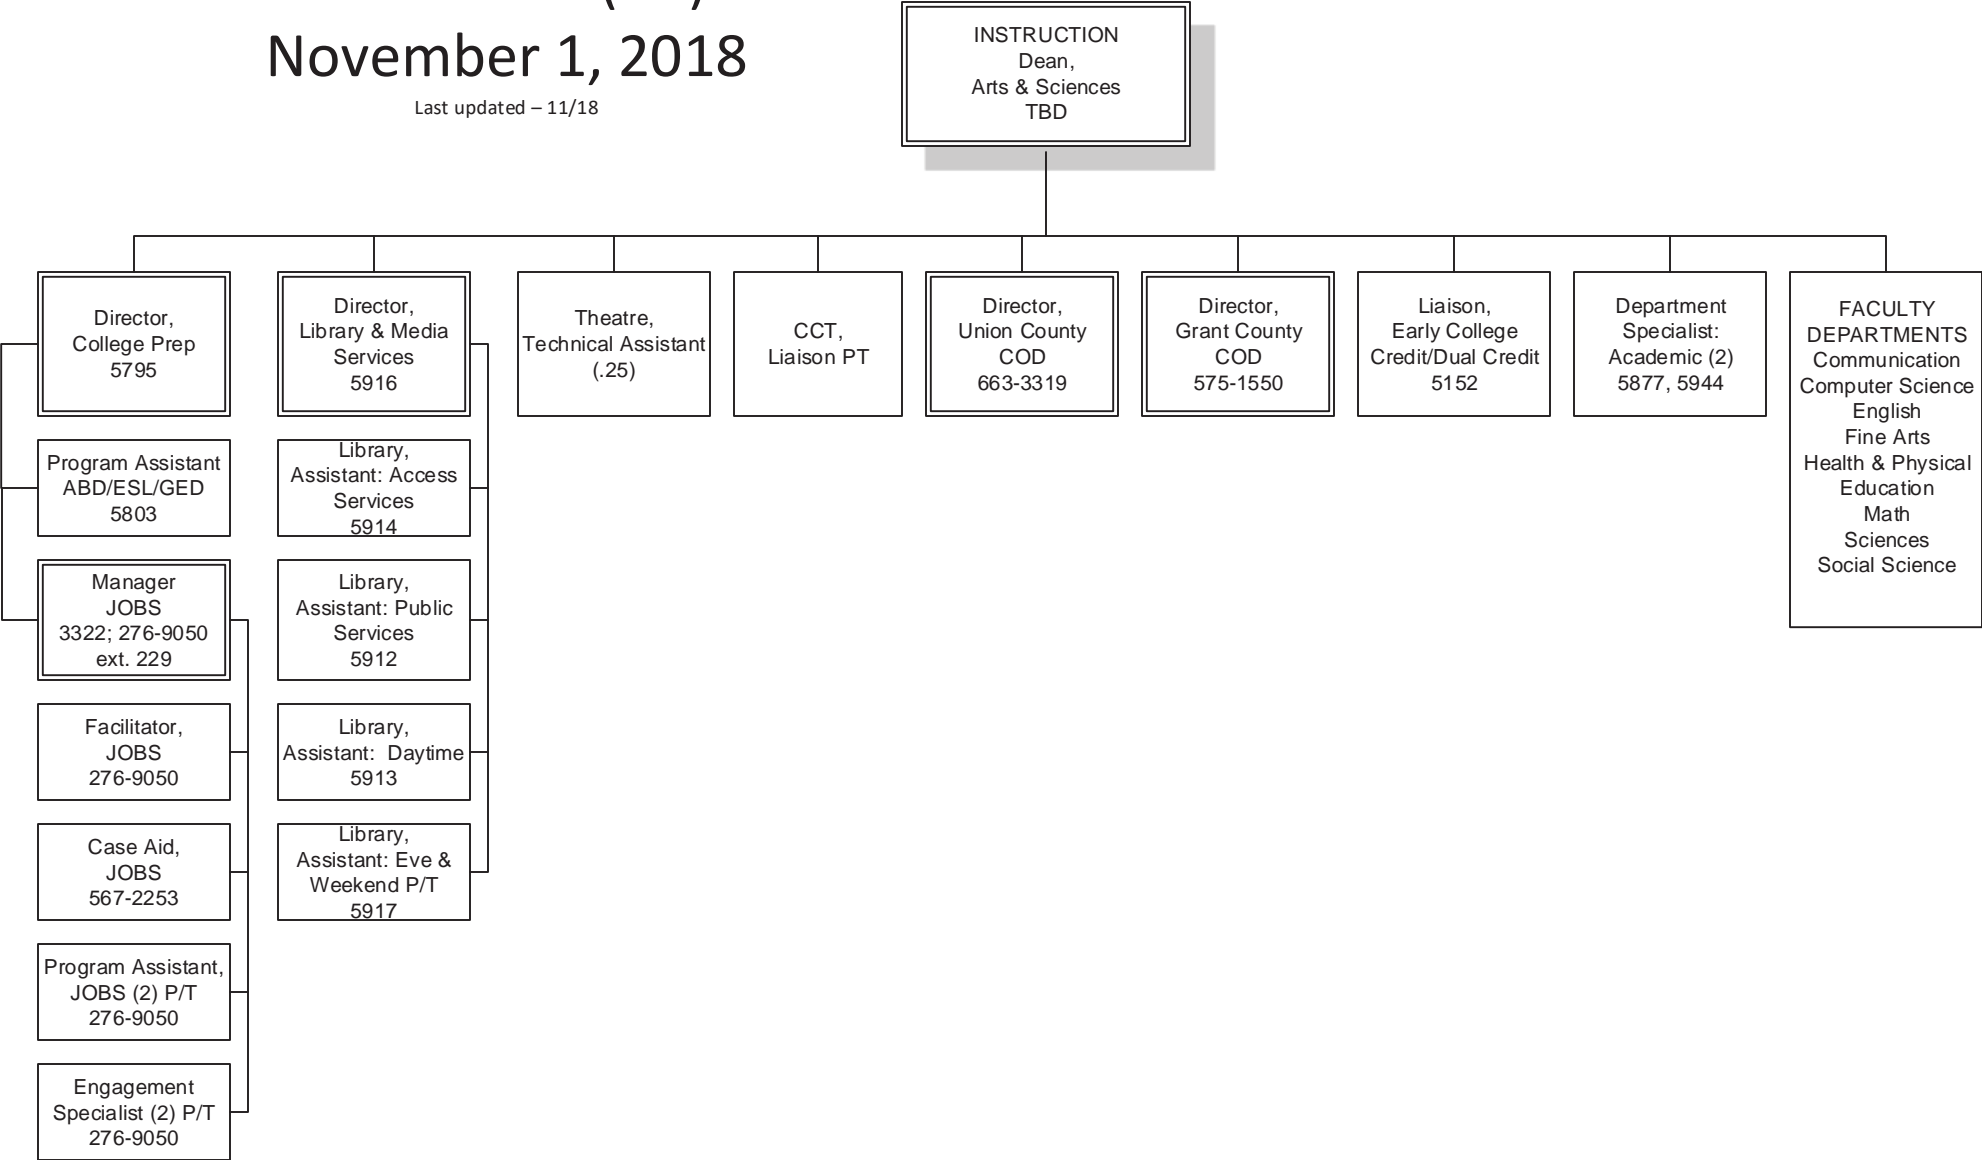 November 1, 2018
Last updated – 11/18
INSTRUCTION
Dean,
Arts & Sciences
TBD
Director,
College Prep
5795
Director,
Library & Media
Services
5916
Theatre,
Technical Assistant
(.25)
CCT,
Liaison PT
Director,
Union County
COD
663-3319
Director,
Grant County
COD
575-1550
Liaison,
Early College
Credit/Dual Credit
5152
Department
Specialist:
Academic (2)
5877, 5944
FACULTY
DEPARTMENTS
Communication
Computer Science
English
Fine Arts
Health & Physical
Education
Math
Sciences
Social Science
Program Assistant
ABD/ESL/GED
5803
Manager
JOBS
3322; 276-9050
ext. 229
Facilitator,
JOBS
276-9050
Case Aid,
JOBS
567-2253
Program Assistant,
JOBS (2) P/T
276-9050
Engagement
Specialist (2) P/T
276-9050
Library,
Assistant: Access
Services
5914
Library,
Assistant: Public
Services
5912
Library,
Assistant:  Daytime
5913
Library,
Assistant: Eve &
Weekend P/T
5917